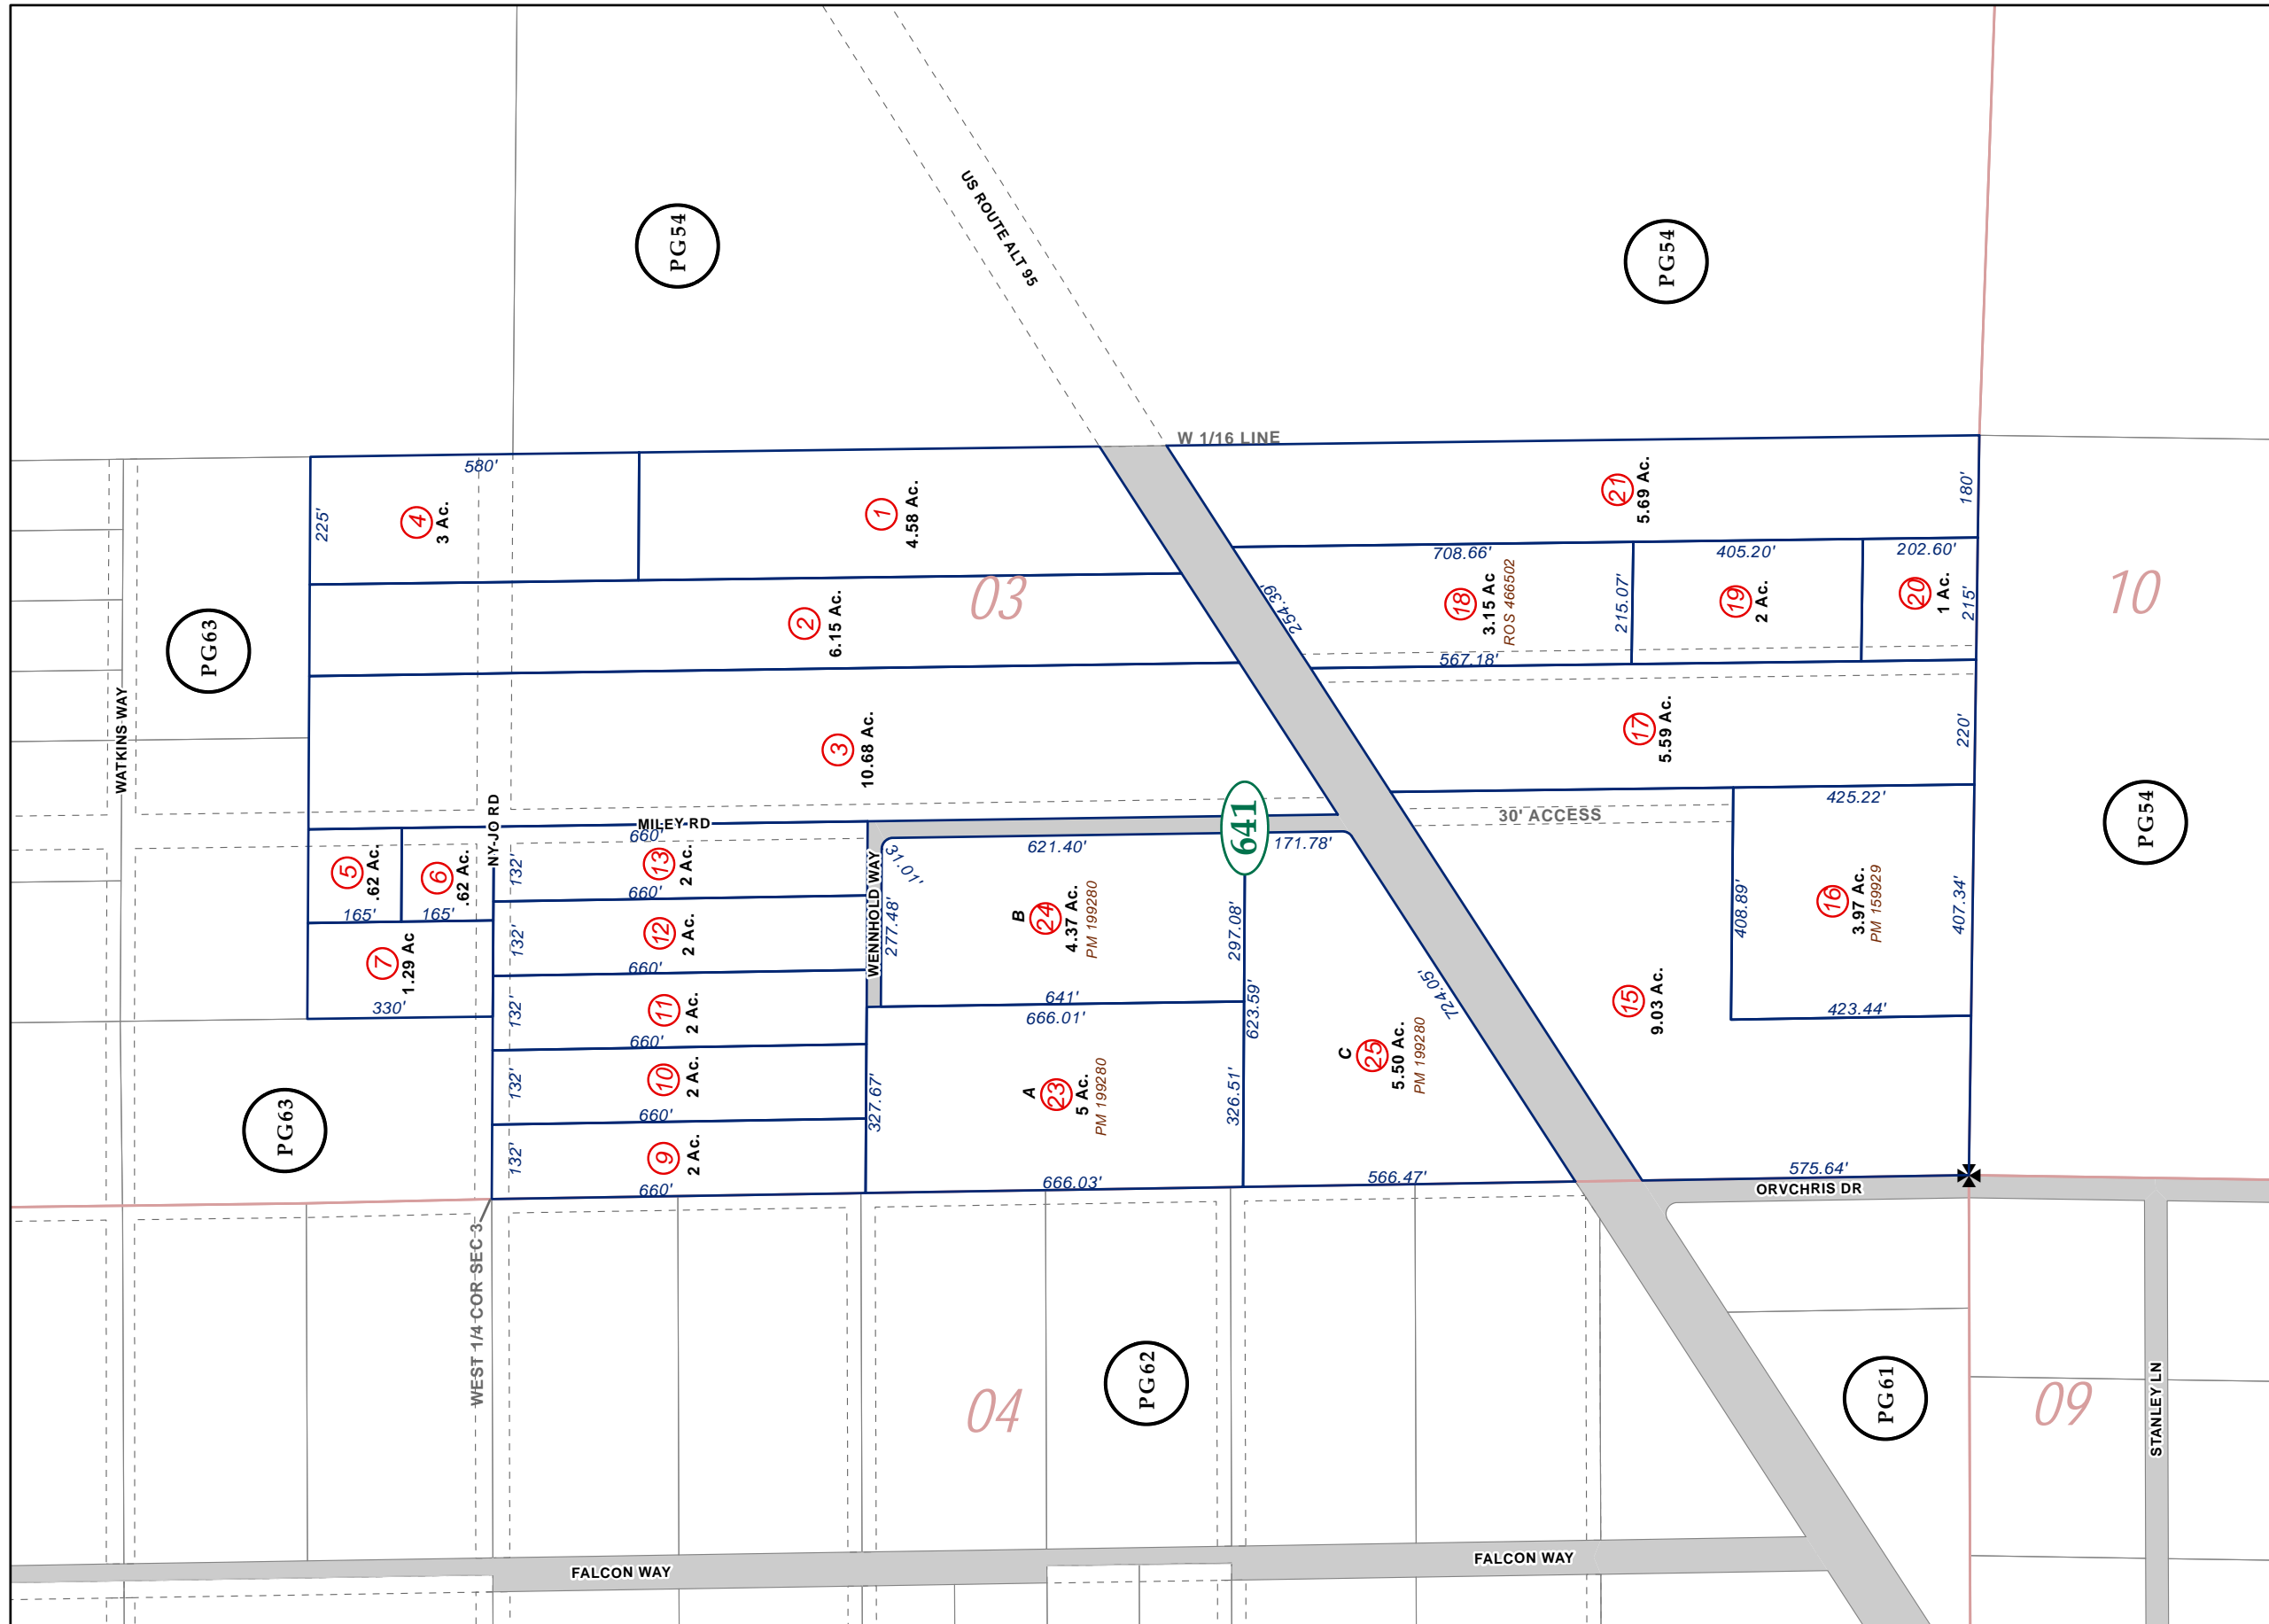 PG54
US ROUTE ALT 95
PG54
W 1/16 LINE
580'
225'
4
3 Ac.
1
4.58 Ac.
21
5.69 Ac.
180'
708.66'
405.20'
202.60'
254.39'
18
3.15 Ac
ROS 466502
215.07'
19
2 Ac.
20
1 Ac.
215'
10
03
2
6.15 Ac.
567.18'
PG63
WATKINS WAY
3
10.68 Ac.
17
5.59 Ac.
220'
NY-JO RD
MILEY RD
660'
641
171.78'
30' ACCESS
425.22'
PG54
5
.62 Ac.
6
.62 Ac.
165'
165'
132'
13
2 Ac.
660'
WENNHOLD WAY
31.01'
277.48'
621.40'
B
24
4.37 Ac.
PM 199280
297.08'
408.89'
16
3.97 Ac.
PM 159929
407.34'
7
1.29 Ac
330'
132'
12
2 Ac.
660'
641'
666.01'
623.59'
724.05'
15
9.03 Ac.
423.44'
132'
11
2 Ac.
660'
132'
10
2 Ac.
660'
327.67'
A
23
5 Ac.
PM 199280
326.51'
C
25
5.50 Ac.
PM 199280
PG63
132'
9
2 Ac.
660'
666.03'
566.47'
575.64'
ORVCHRIS DR
WEST 1/4 COR SEC 3
04
PG62
PG61
09
STANLEY LN
FALCON WAY
FALCON WAY